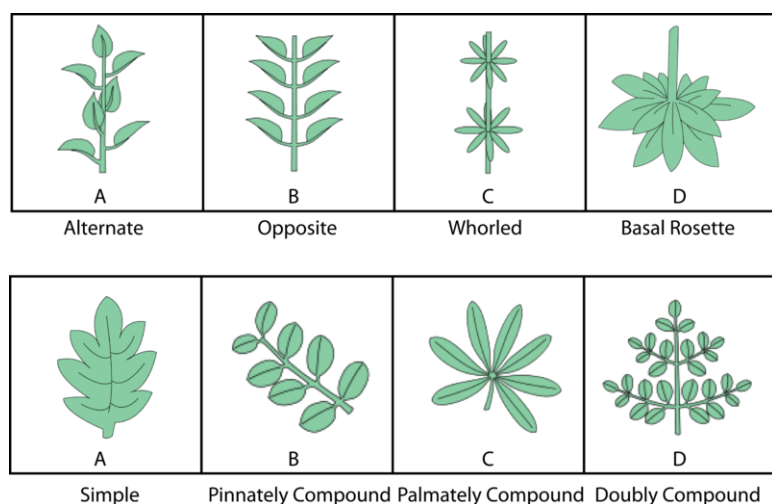 A B C D
Alternate Opposite Whorled Basal Rosette
A B C D
Simple Pinnately Compound Palmately Compound Doubly Compound